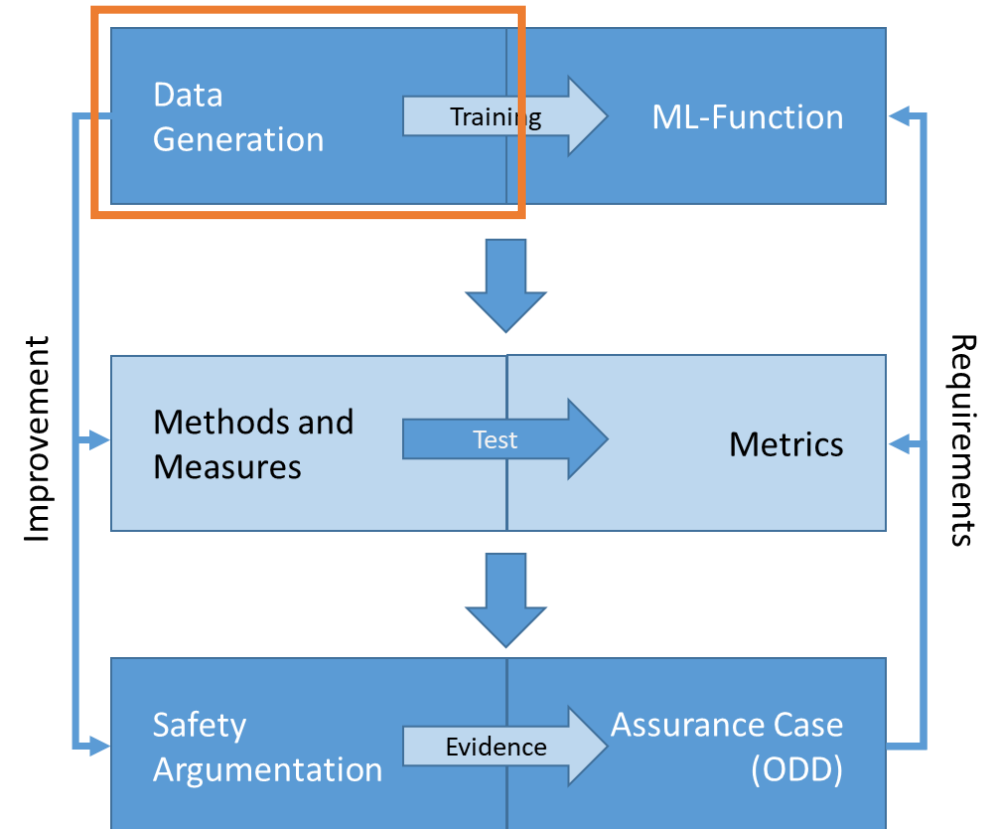 Data
Generation
Training
ML-Function
Improvement
Requirements
Methods and
Measures
Test
Metrics
Safety
Argumentation
Evidence
Assurance Case
(ODD)